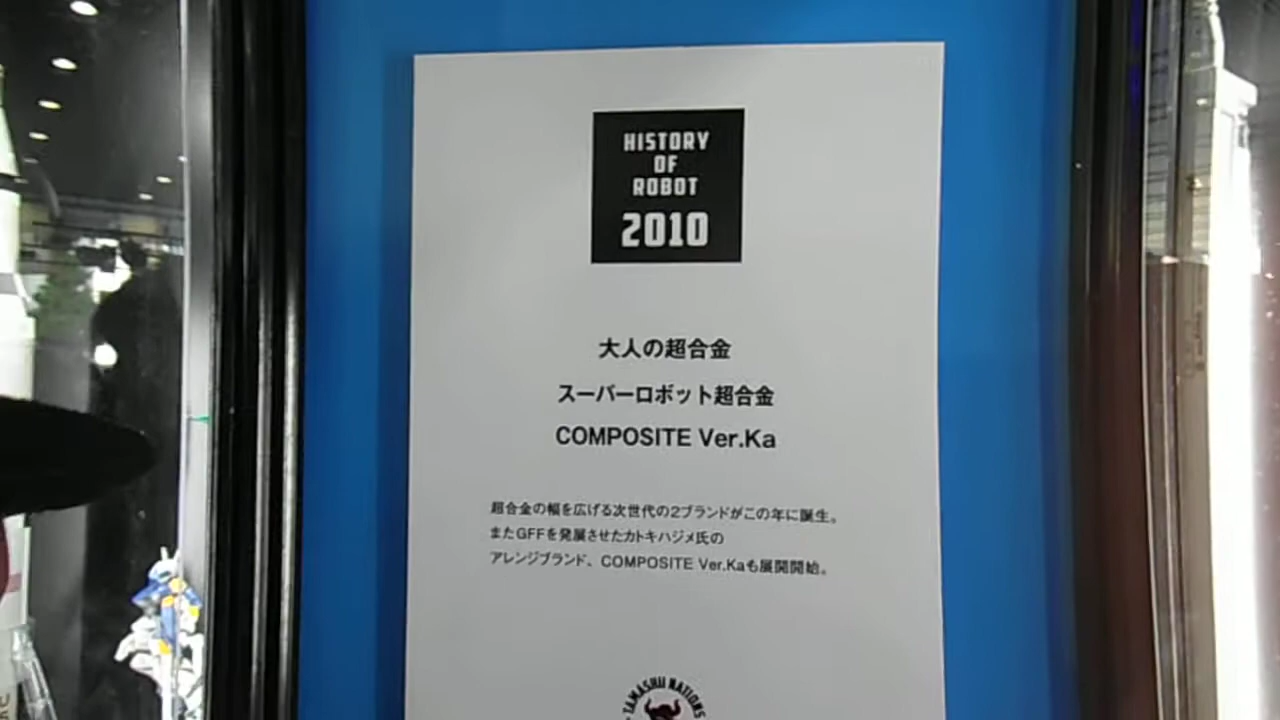 HISTORY
OF
ROBOT
2010
大人の超合金
スーパーロボット超合金
COMPOSITE Ver.Ka
超合金の幅を広げる次世代の2ブランドがこの年に誕生。
またGFFを発展させたカトキハジメ氏の
アレンジブランド、COMPOSITE Ver.Kaも展開開始。
TAMASHII NATIONS